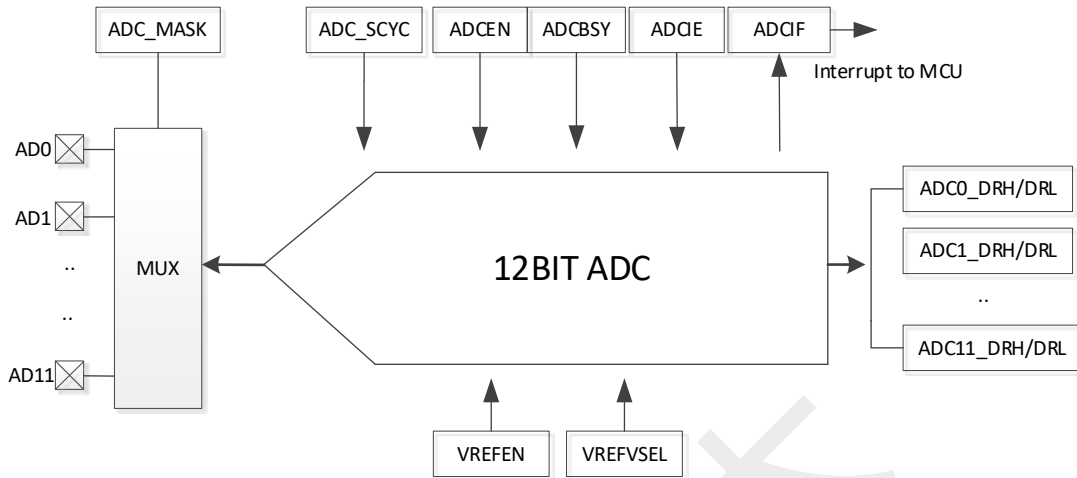 ADC_MASK
ADC_SCYC
ADCEN
ADCBSY
ADCIE
ADCIF
Interrupt to MCU
AD0
AD1
..
..
AD11
MUX
12BIT ADC
ADC0_DRH/DRL
ADC1_DRH/DRL
..
ADC11_DRH/DRL
VREFEN
VREFVSEL